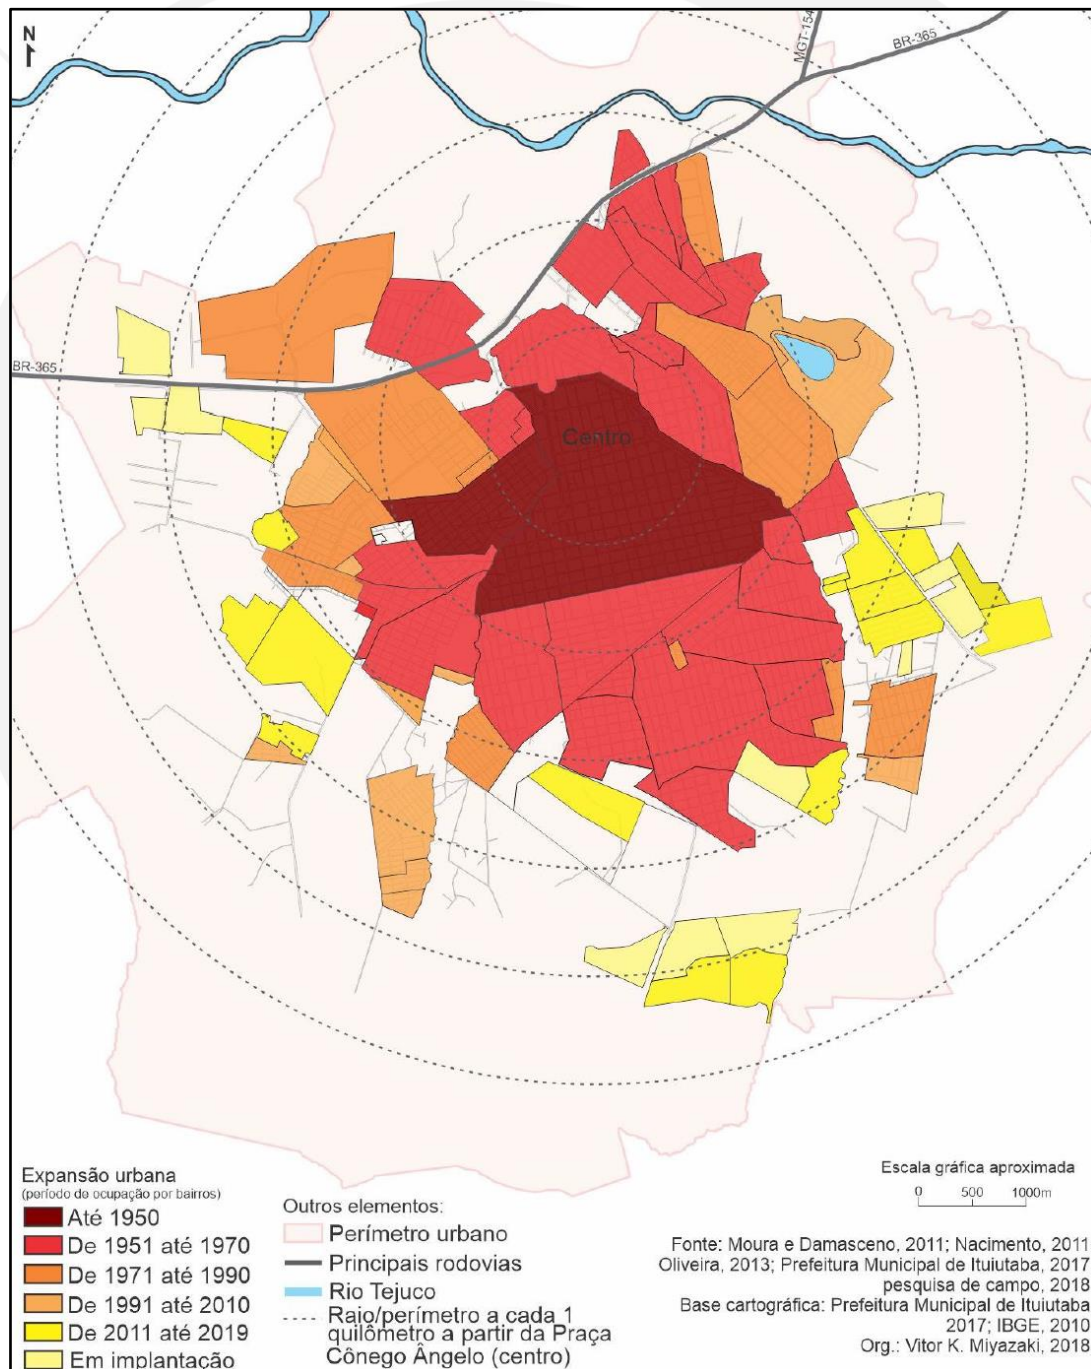 N
MGT-154
BR-365
BR-365
Centro
Expansão urbana
(período de ocupação por bairros)
Até 1950
De 1951 até 1970
De 1971 até 1990
De 1991 até 2010
De 2011 até 2019
Em implantação
Outros elementos:
Perímetro urbano
Principais rodovias
Rio Tejuco
Raio/perímetro a cada 1
quilômetro a partir da Praça
Cônego Ângelo (centro)
Escala gráfica aproximada
0 500 1000m
Fonte: Moura e Damasceno, 2011; Nacimento, 2011
Oliveira, 2013; Prefeitura Municipal de Ituiutaba, 2017
pesquisa de campo, 2018
Base cartográfica: Prefeitura Municipal de Ituiutaba
2017; IBGE, 2010
Org.: Vitor K. Miyazaki, 2018